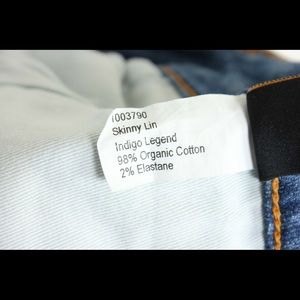 1003790
Skinny Lin
Indigo Legend
98% Organic Cotton
2% Elastane